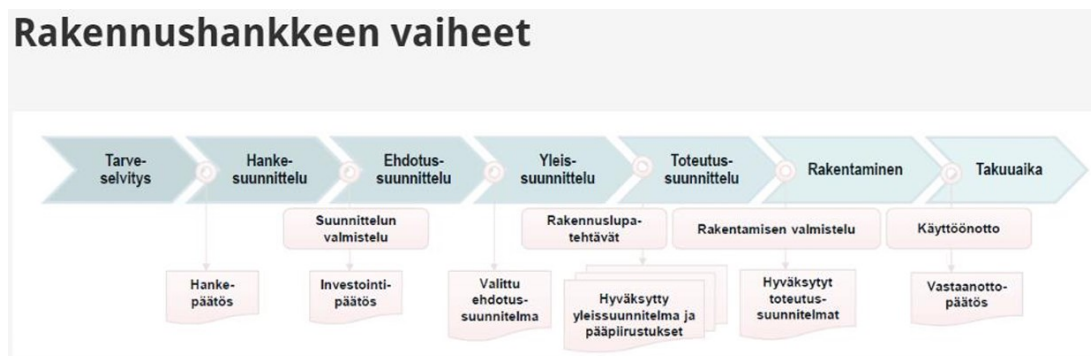 Rakennushankkeen vaiheet
Tarve-
selvitys
Hanke-
suunnittelu
Ehdotus-
suunnittelu
Yleis-
suunnittelu
Toteutus-
suunnittelu
Rakentaminen
Takuuaika
Suunnittelun
valmistelu
Rakennuslupa-
tehtävät
Rakentamisen valmistelu
Käyttöönotto
Hanke-
päätös
Investointi-
päätös
Valittu
ehdotus-
suunnitelma
Hyväksytty
yleissuunnitelma ja
pääpiirustukset
Hyväksytyt
toteutus-
suunnitelmat
Vastaanotto-
päätös